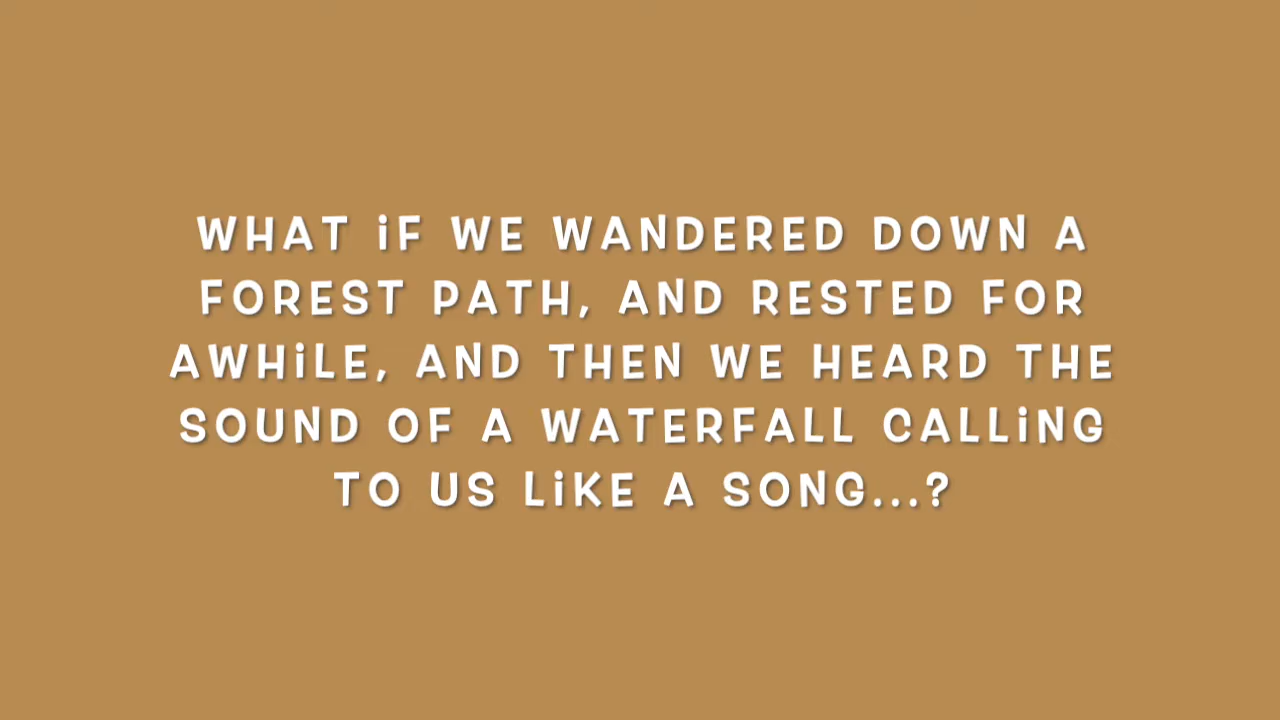 WHAT iF WE WANDERED DOWN A
FOREST PATH, AND RESTED FOR
AWHiLE, AND THEN WE HEARD THE
SOUND OF A WATERFALL CALLiNG
TO US LiKE A SONG...?